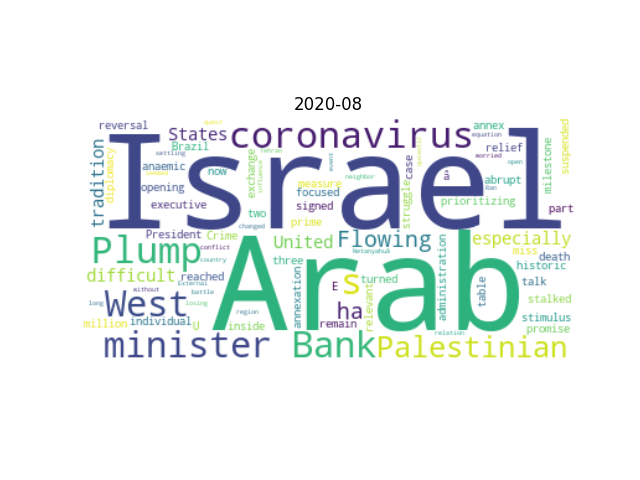 2020-08
reversal
States
coronavirus
annex
equation
suspended
Brazil
exchange
case
relief
milestone
tradition
diplomacy
anaemic
now
measure
neighbor
struggle
married
open
settling
influence
event
Israel
opening
focused
abrupt
executive
two
signed
prioritizing
part
President
Crime
prime
changed
conflict
country
United
Flowing
Netanyahu
especially
miss
death
Plump
three
Arab
administration
historic
difficult
reached
External
annexation
s
turned
table
talk
long
without
battle
losing
E
relevant
stalked
West
region
ha
stimulus
million
individual
U
inside
remain
relation
promise
minister
Bank
Palestinian